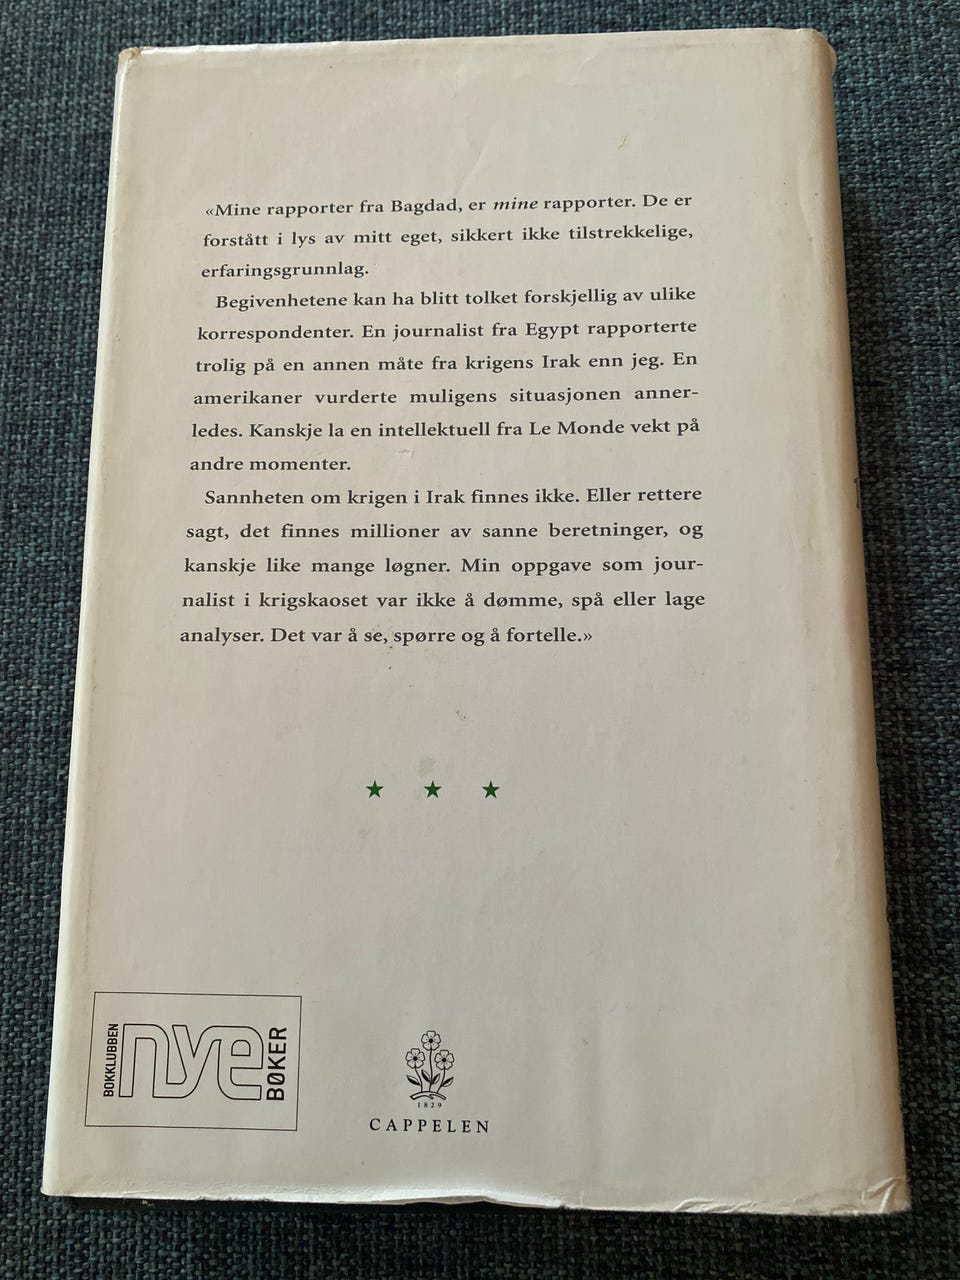 «Mine rapporter fra Bagdad, er mine rapporter. De er
forstått i lys av mitt eget, sikkert ikke tilstrekkelige,
erfaringsgrunnlag.
Begivenhetene kan ha blitt tolket forskjellig av ulike
korrespondenter. En journalist fra Egypt rapporterte
trolig på en annen måte fra krigens Irak enn jeg. En
amerikaner vurderte muligens situasjonen anner-
ledes. Kanskje la en intellektuell fra Le Monde vekt på
andre momenter.
Sannheten om krigen i Irak finnes ikke. Eller rettere
sagt, det finnes millioner av sanne beretninger, og
kanskje like mange løgner. Min oppgave som jour-
nalist i krigskaoset var ikke å dømme, spå eller lage
analyser. Det var å se, spørre og å fortelle.»
BOKKLUBBEN
nye
BØKER
1829
CAPPELEN